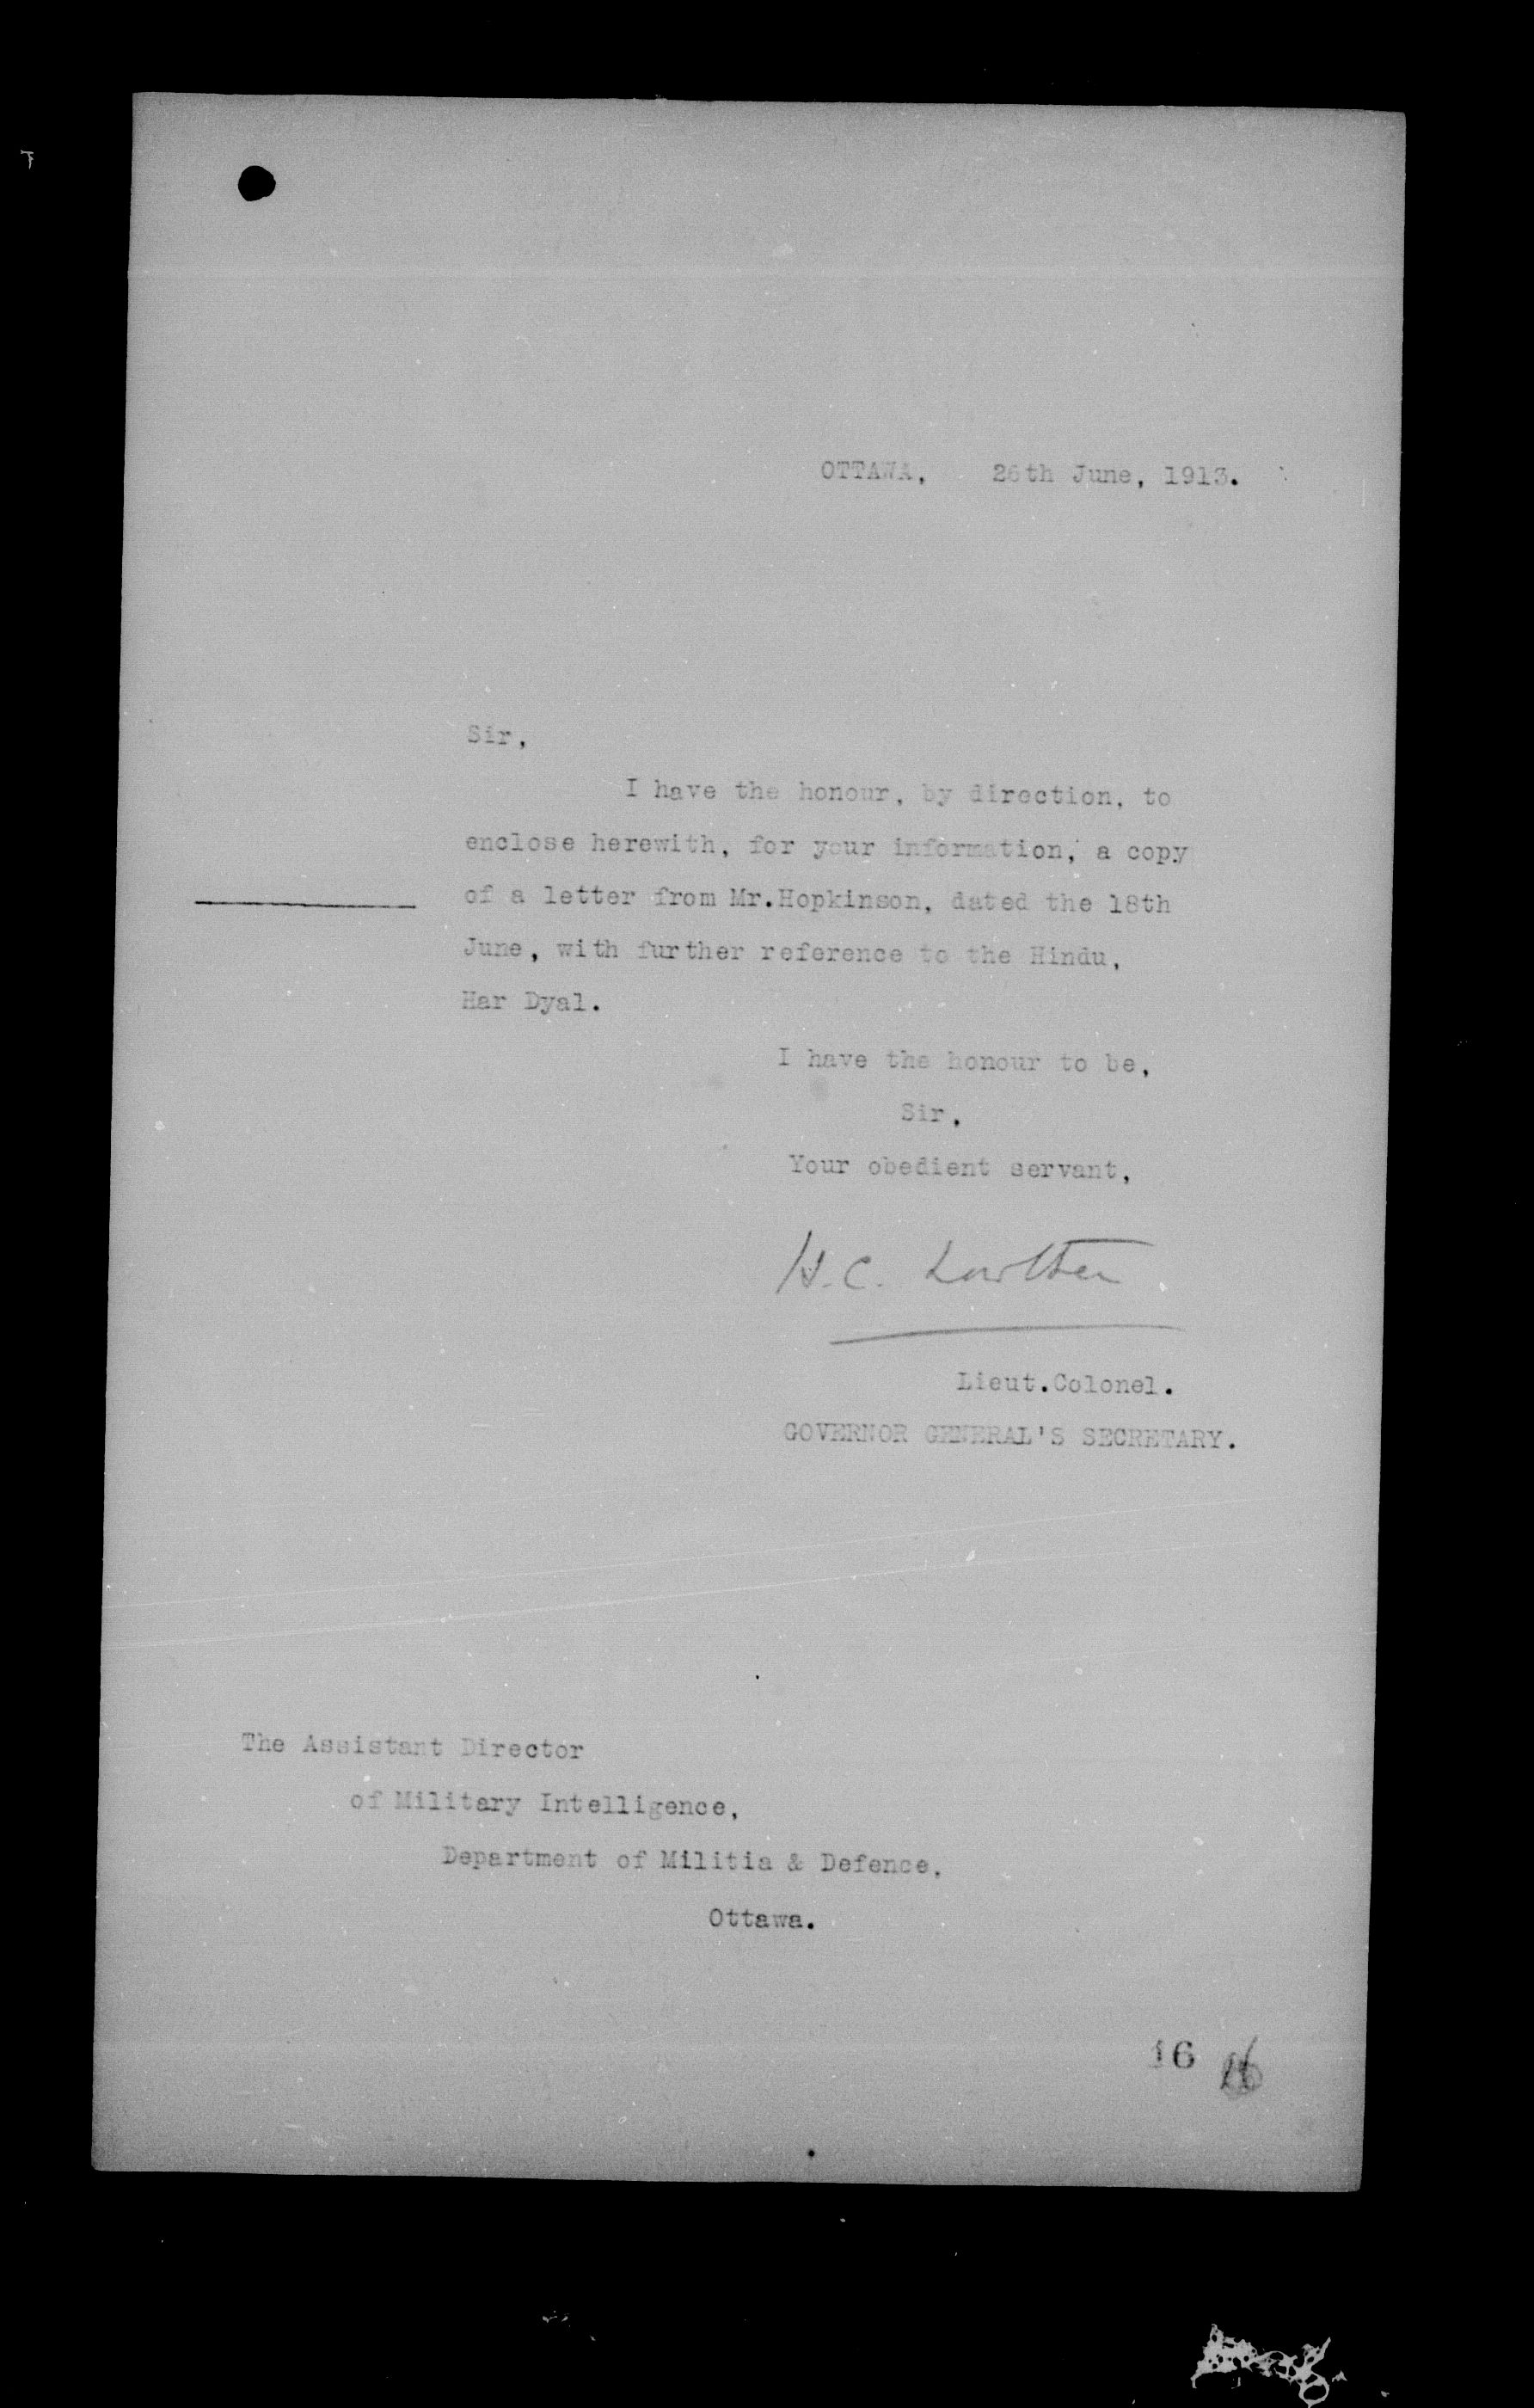 OTTAWA, 26th June, 1913.
Sir,
I have the honour, by direction, to
enclose herewith, for your information, a copy
of a letter from Mr.Hopkinson, dated the 18th
June, with further reference to the Hindu,
Har Dyal.
I have the honour to be,
Sir,
Your obedient servant,
H.C. Lowther
Lieut.Colonel.
GOVERNOR GENERAL'S SECRETARY.
The Assistant Director
of Military Intelligence,
Department of Militia & Defence,
Ottawa.
16